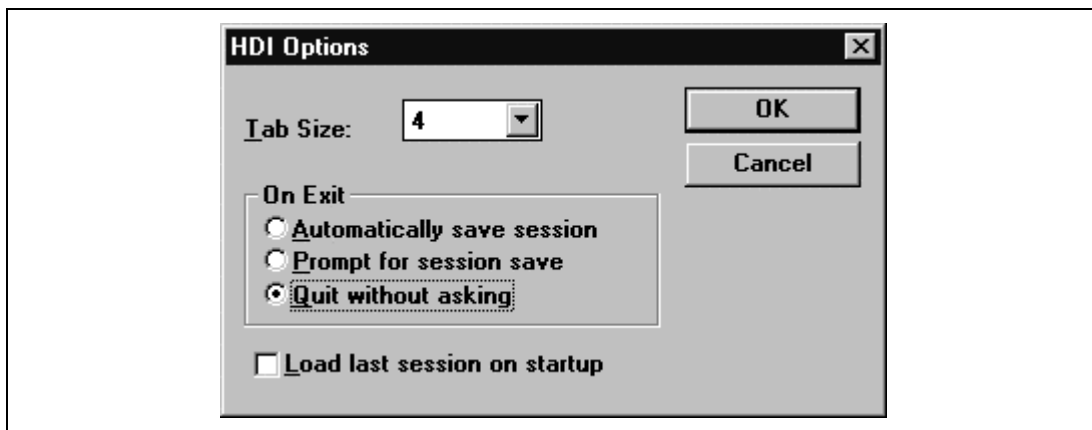 HDI Options
Tab Size: 4
OK
Cancel
On Exit
Automatically save session
Prompt for session save
Quit without asking
Load last session on startup